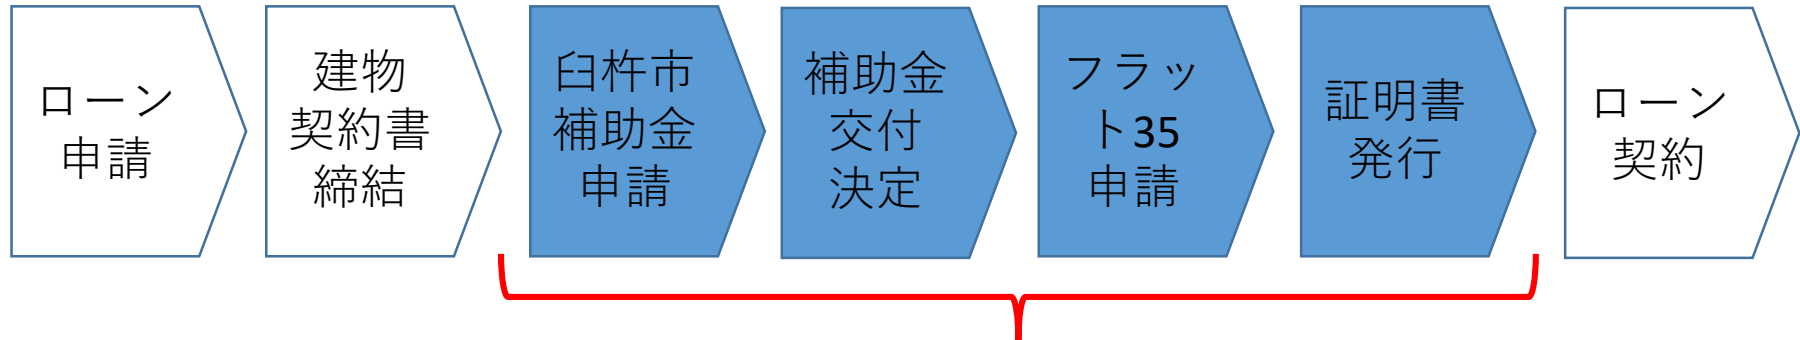 ローン
申請
建物
契約書
締結
臼杵市
補助金
申請
補助金
交付
決定
フラッ
ト35
申請
証明書
発行
ローン
契約